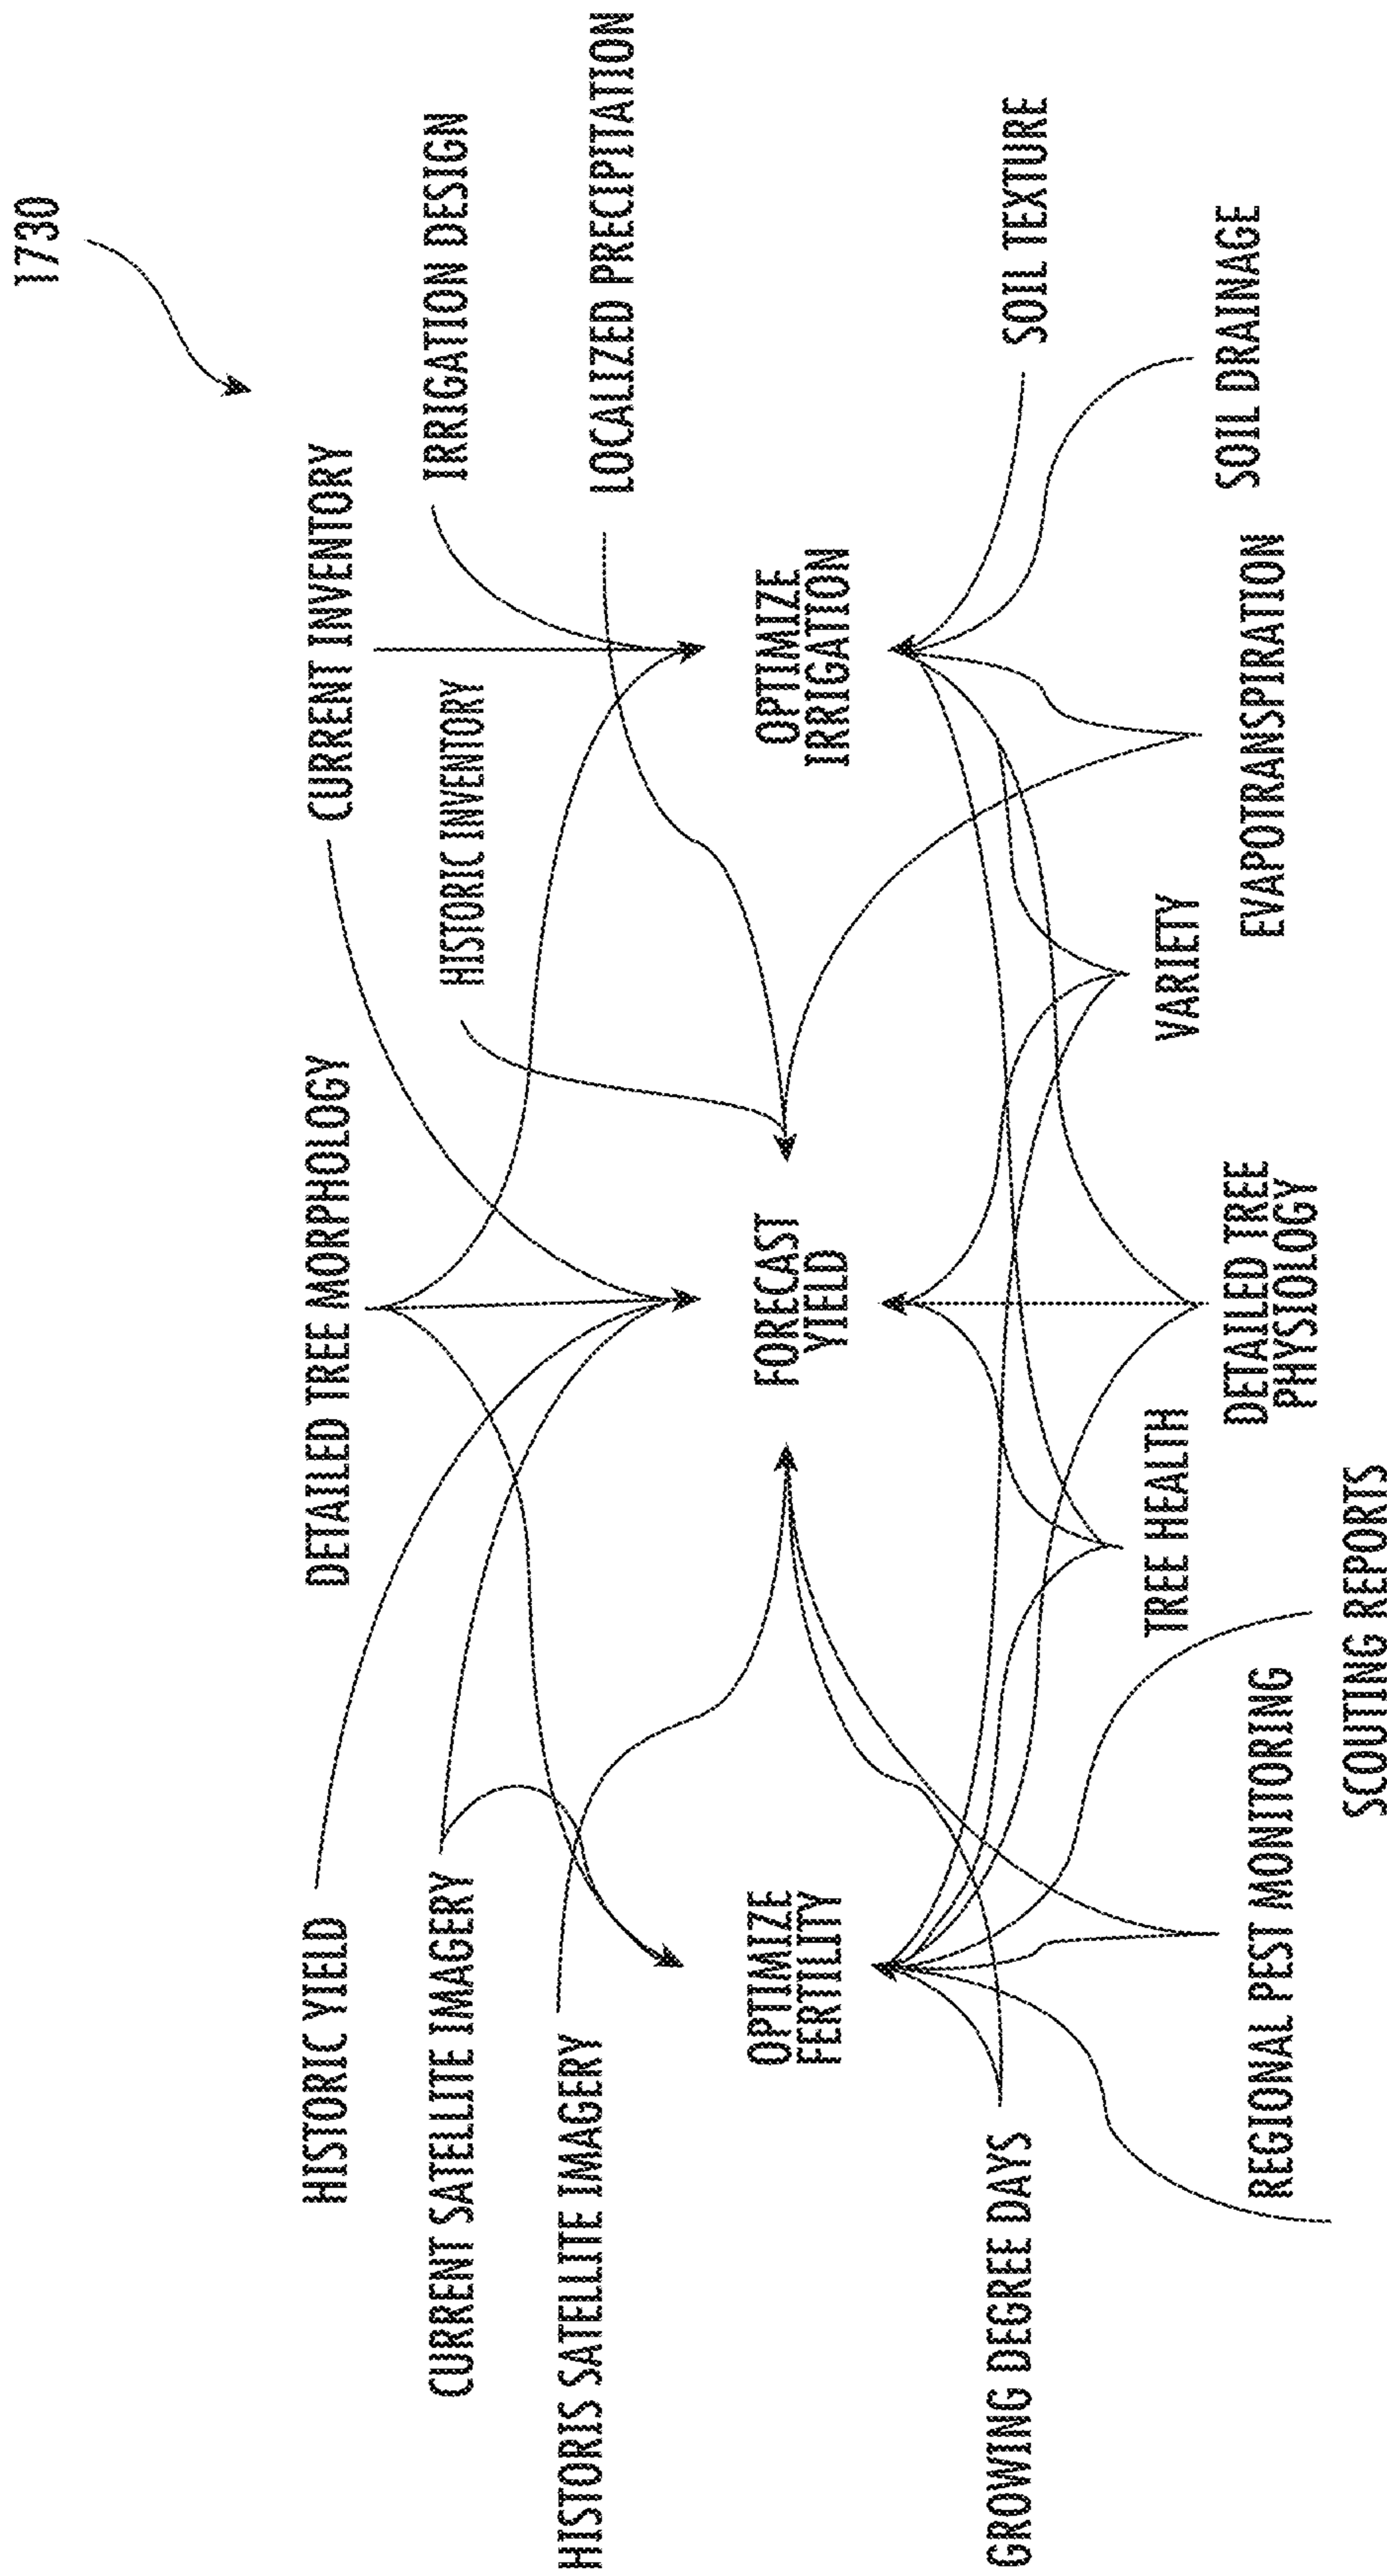 1730
HISTORIC YIELD
DETAILED TREE MORPHOLOGY
CURRENT INVENTORY
CURRENT SATELLITE IMAGERY
HISTORIC INVENTORY
IRRIGATION DESIGN
HISTORIS SATELLITE IMAGERY
LOCALIZED PRECIPITATION
OPTIMIZE
FERTILITY
FORECAST
YIELD
OPTIMIZE
IRRIGATION
GROWING DEGREE DAYS
SOIL TEXTURE
TREE HEALTH
VARIETY
REGIONAL PEST MONITORING
DETAILED TREE
PHYSIOLOGY
EVAPOTRANSPIRATION
SOIL DRAINAGE
SCOUTING REPORTS